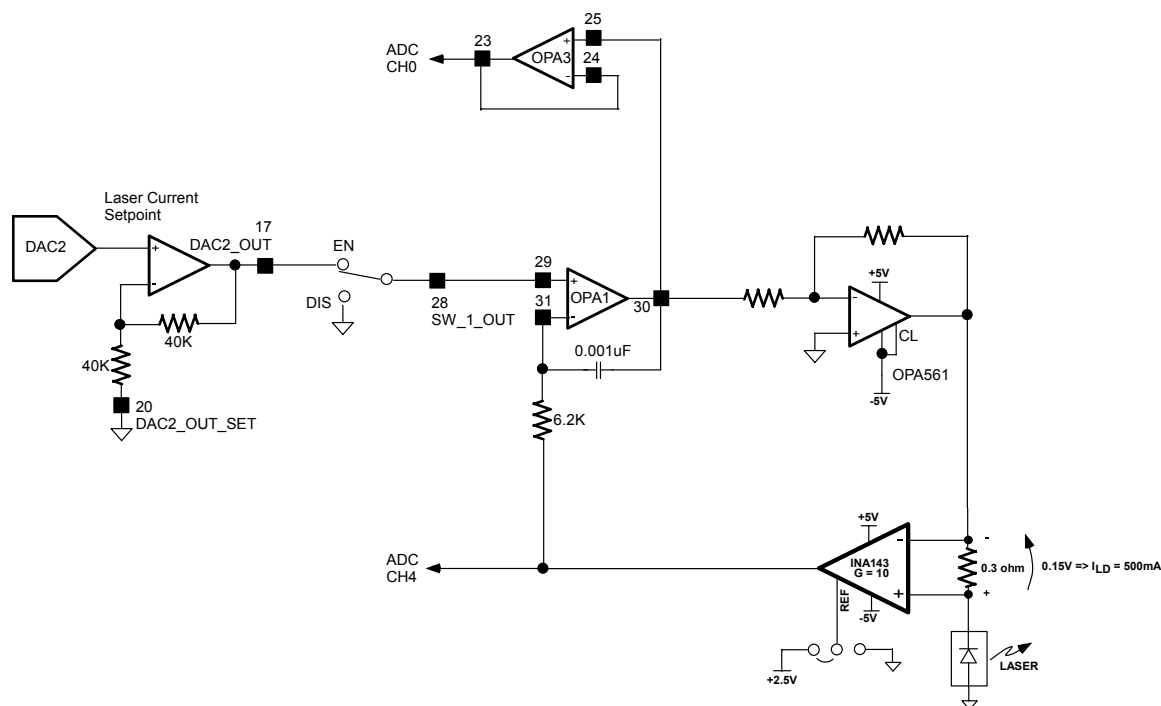 25
23
ADC
CH0
+
OPA3
24
-
Laser Current
Setpoint
17
DAC2_OUT
DAC2
+
-
EN
DIS
40K
40K
20
DAC2_OUT_SET
28
SW_1_OUT
29
31
+
OPA1
-
30
0.001uF
6.2K
-
+
+5V
CL
OPA561
-5V
ADC
CH4
+5V
INA143
G = 10
-
+
REF
-5V
+2.5V
-
0.3 ohm
+
0.15V => ILD = 500mA
LASER